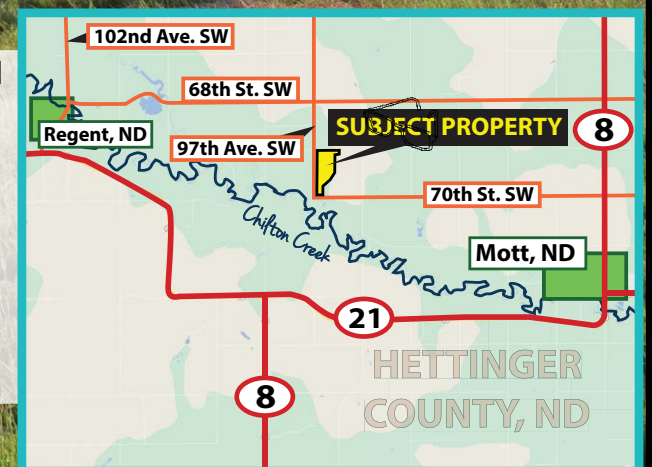 102nd Ave. SW
68th St. SW
Regent, ND
97th Ave. SW
SUBJECT PROPERTY
8
70th St. SW
Chifton Creek
Mott, ND
21
HETTINGER
COUNTY, ND
8